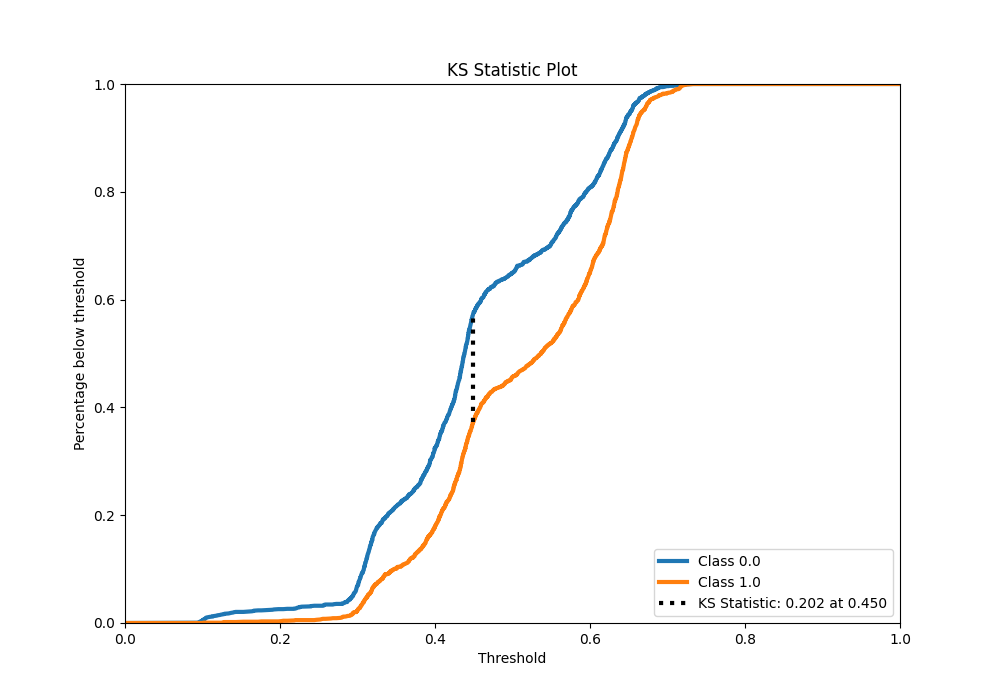 KS Statistic Plot
1.0
0.8
0.6
0.4
0.2
0.0
Percentage below threshold
0.0 0.2 0.4 0.6 0.8 1.0
Threshold
Class 0.0
Class 1.0
KS Statistic: 0.202 at 0.450